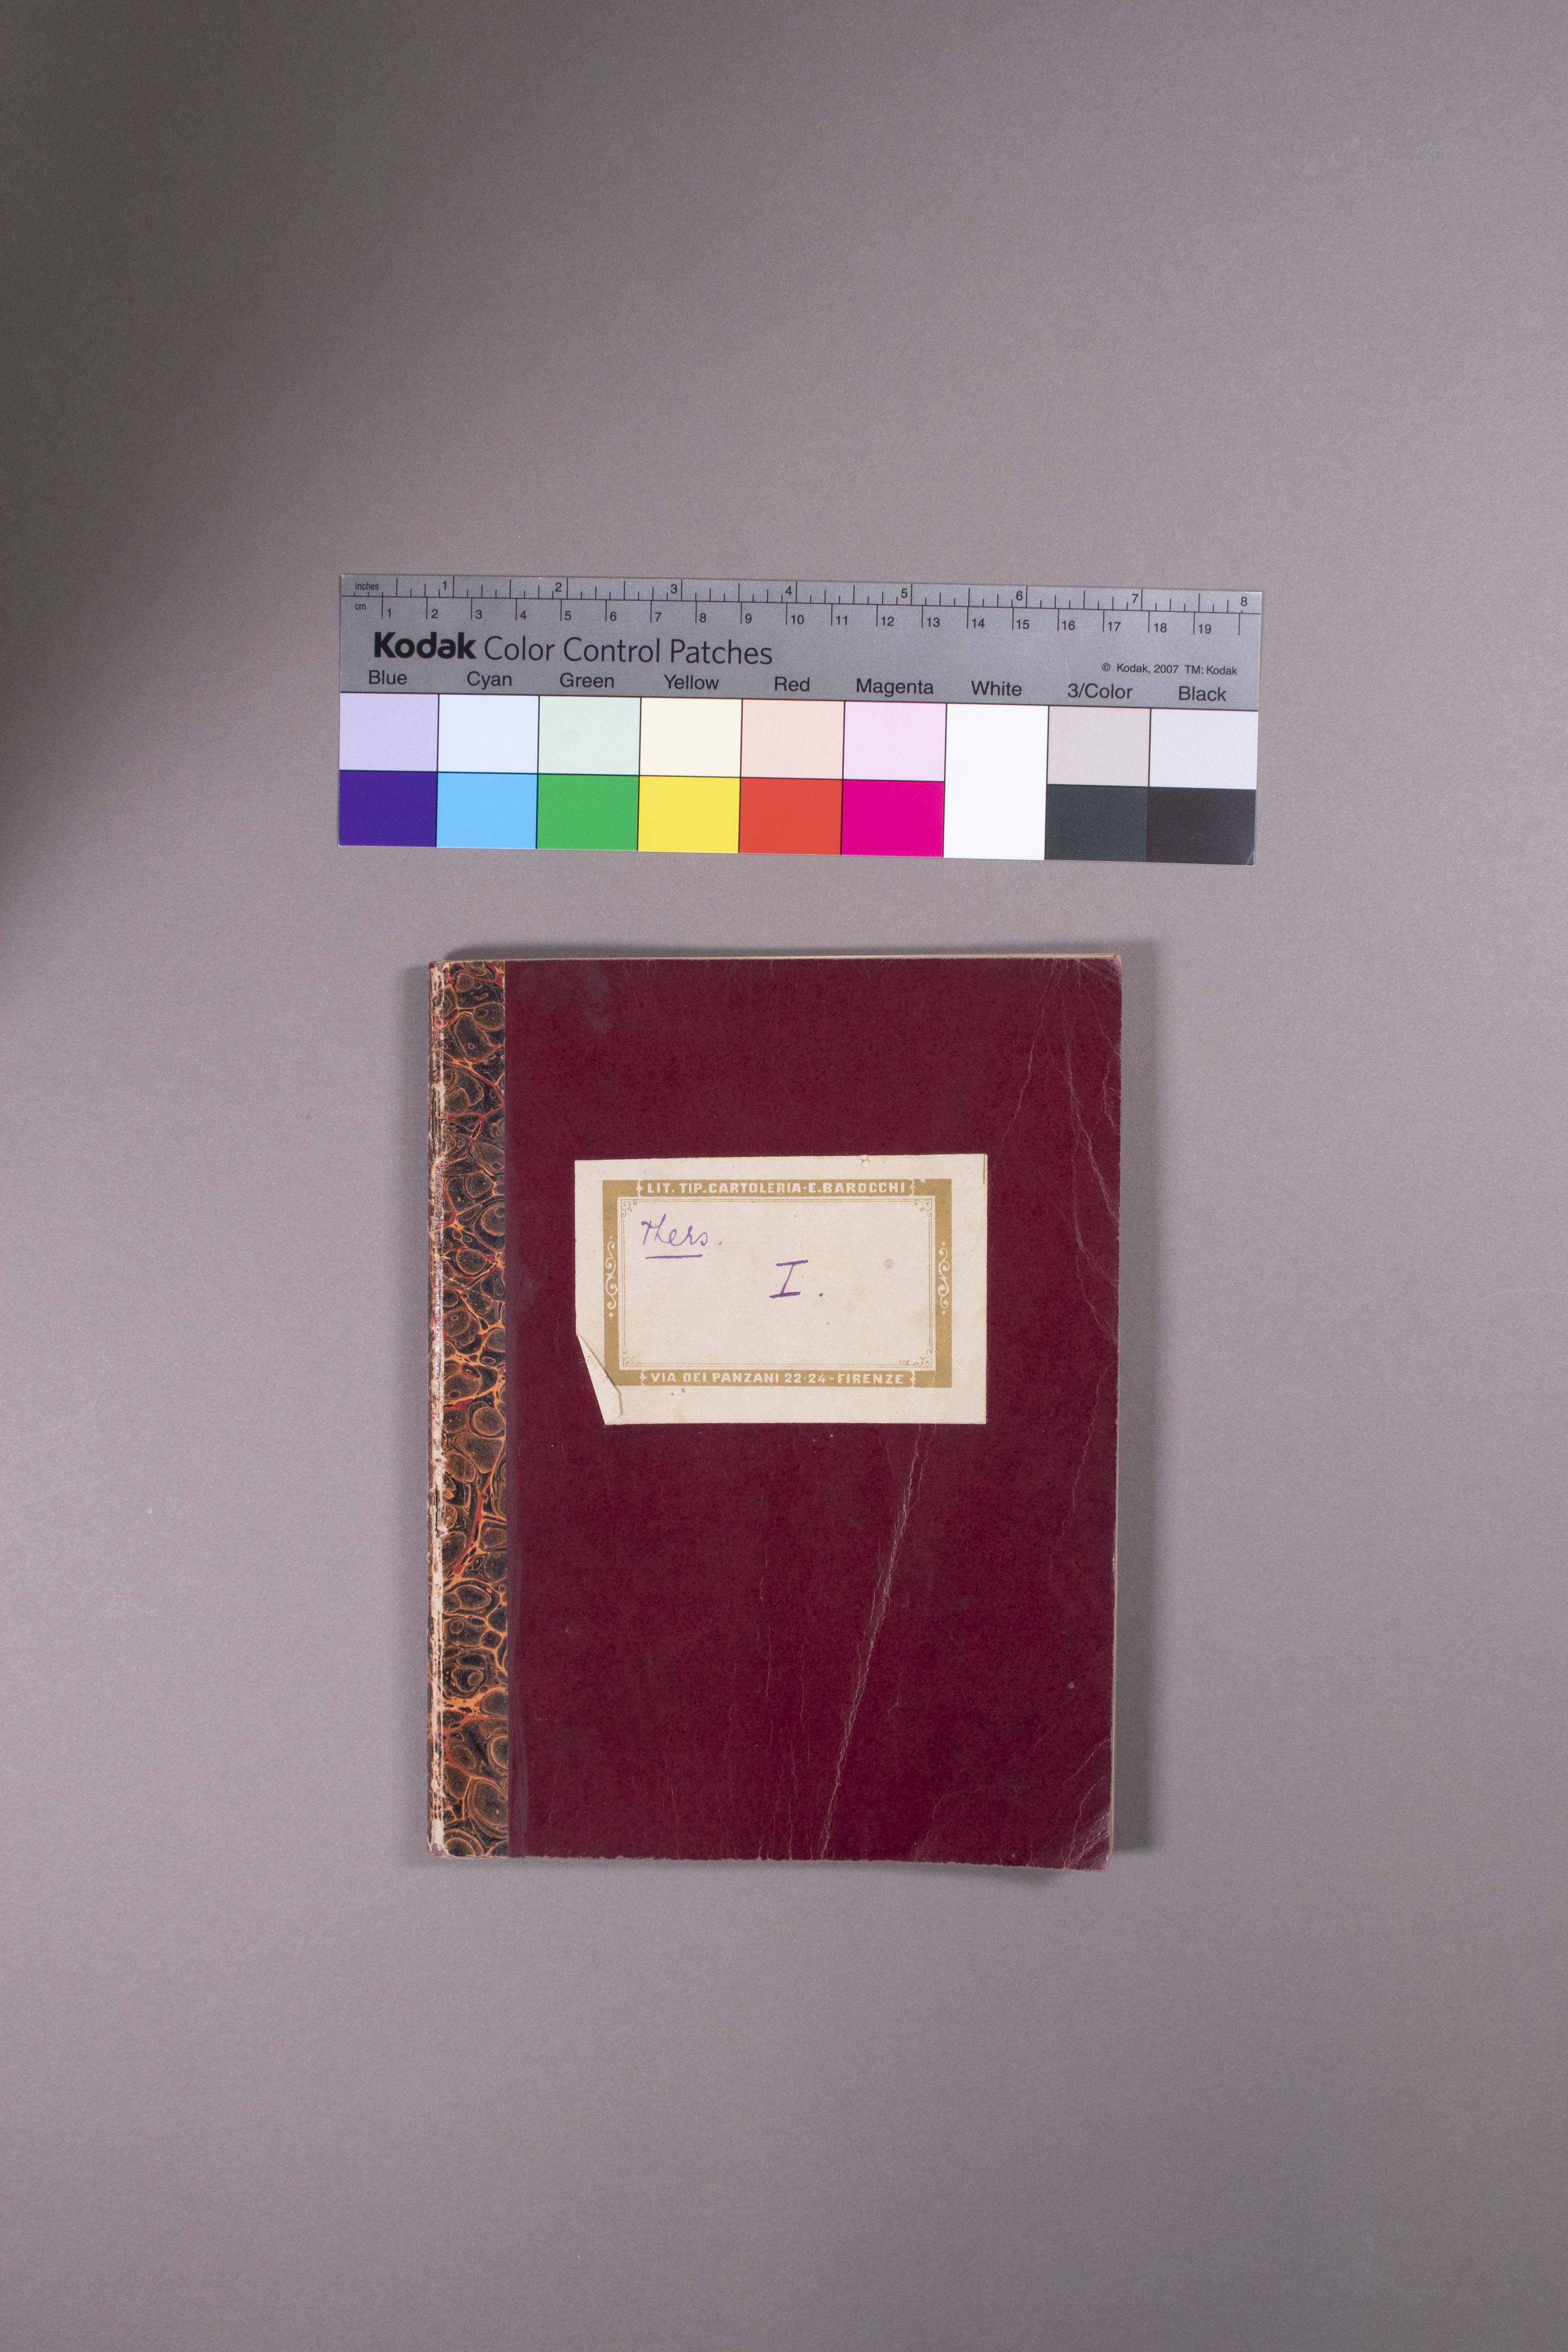 inches 1 2 3 4 5 6 7 8
cm 1 2 3 4 5 6 7 8 9 10 11 12 13 14 15 16 17 18 19
Kodak Color Control Patches
© Kodak, 2007 TM: Kodak
Blue Cyan Green Yellow Red Magenta White 3/Color Black
LIT. TIP. CARTOLERIA·E. BAROCCHI
I.
VIA DEI PANZANI 22·24-FIRENZE